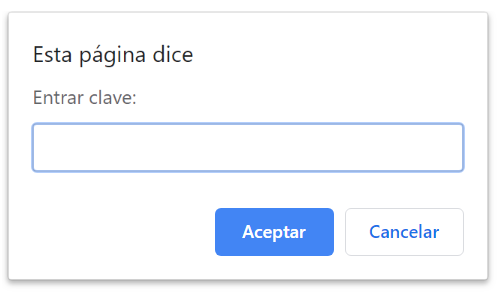 Esta página dice
Entrar clave:
Aceptar Cancelar